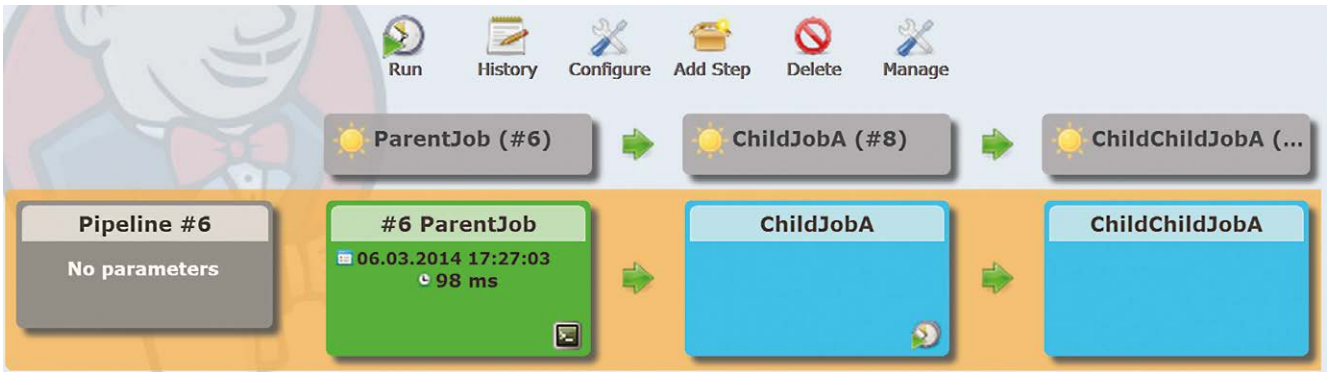 Run History Configure Add Step Delete Manage
ParentJob (#6) ChildJobA (#8) ChildChildJobA (...
Pipeline #6 #6 ParentJob ChildJobA ChildChildJobA
No parameters 06.03.2014 17:27:03
98 ms